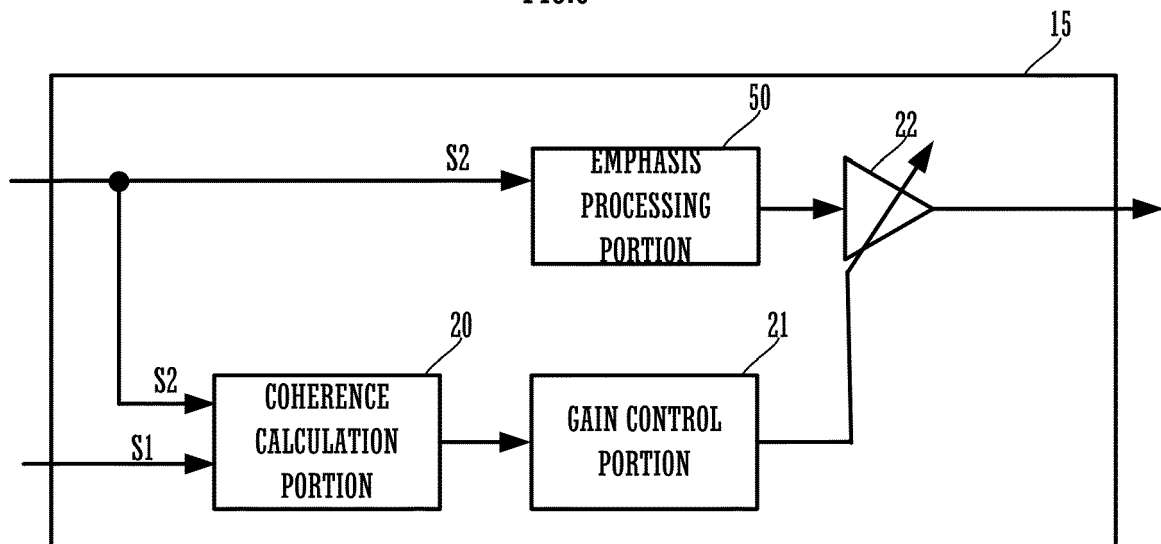 15
50
22
S2
EMPHASIS
PROCESSING
PORTION
20
21
S2
S1
COHERENCE
CALCULATION
PORTION
GAIN CONTROL
PORTION